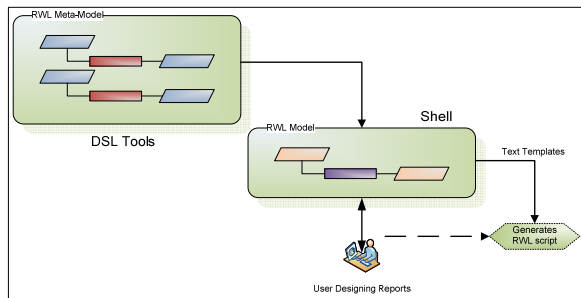 RWL Meta-Model
DSL Tools
Shell
RWL Model
Text Templates
Generates
RWL script
User Designing Reports